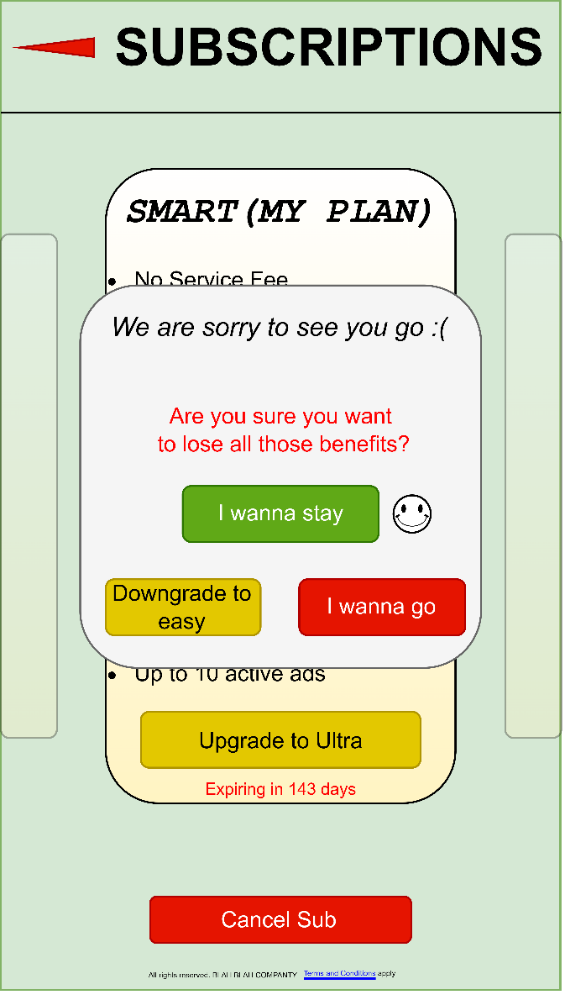 SUBSCRIPTIONS
SMART(MY PLAN)
No Service Fee
We are sorry to see you go :(
Are you sure you want
to lose all those benefits?
I wanna stay
Downgrade to
easy
I wanna go
Up to 10 active ads
Upgrade to Ultra
Expiring in 143 days
Cancel Sub
All rights reserved. BLAH BLAH COMPANTY Terms and Conditions apply